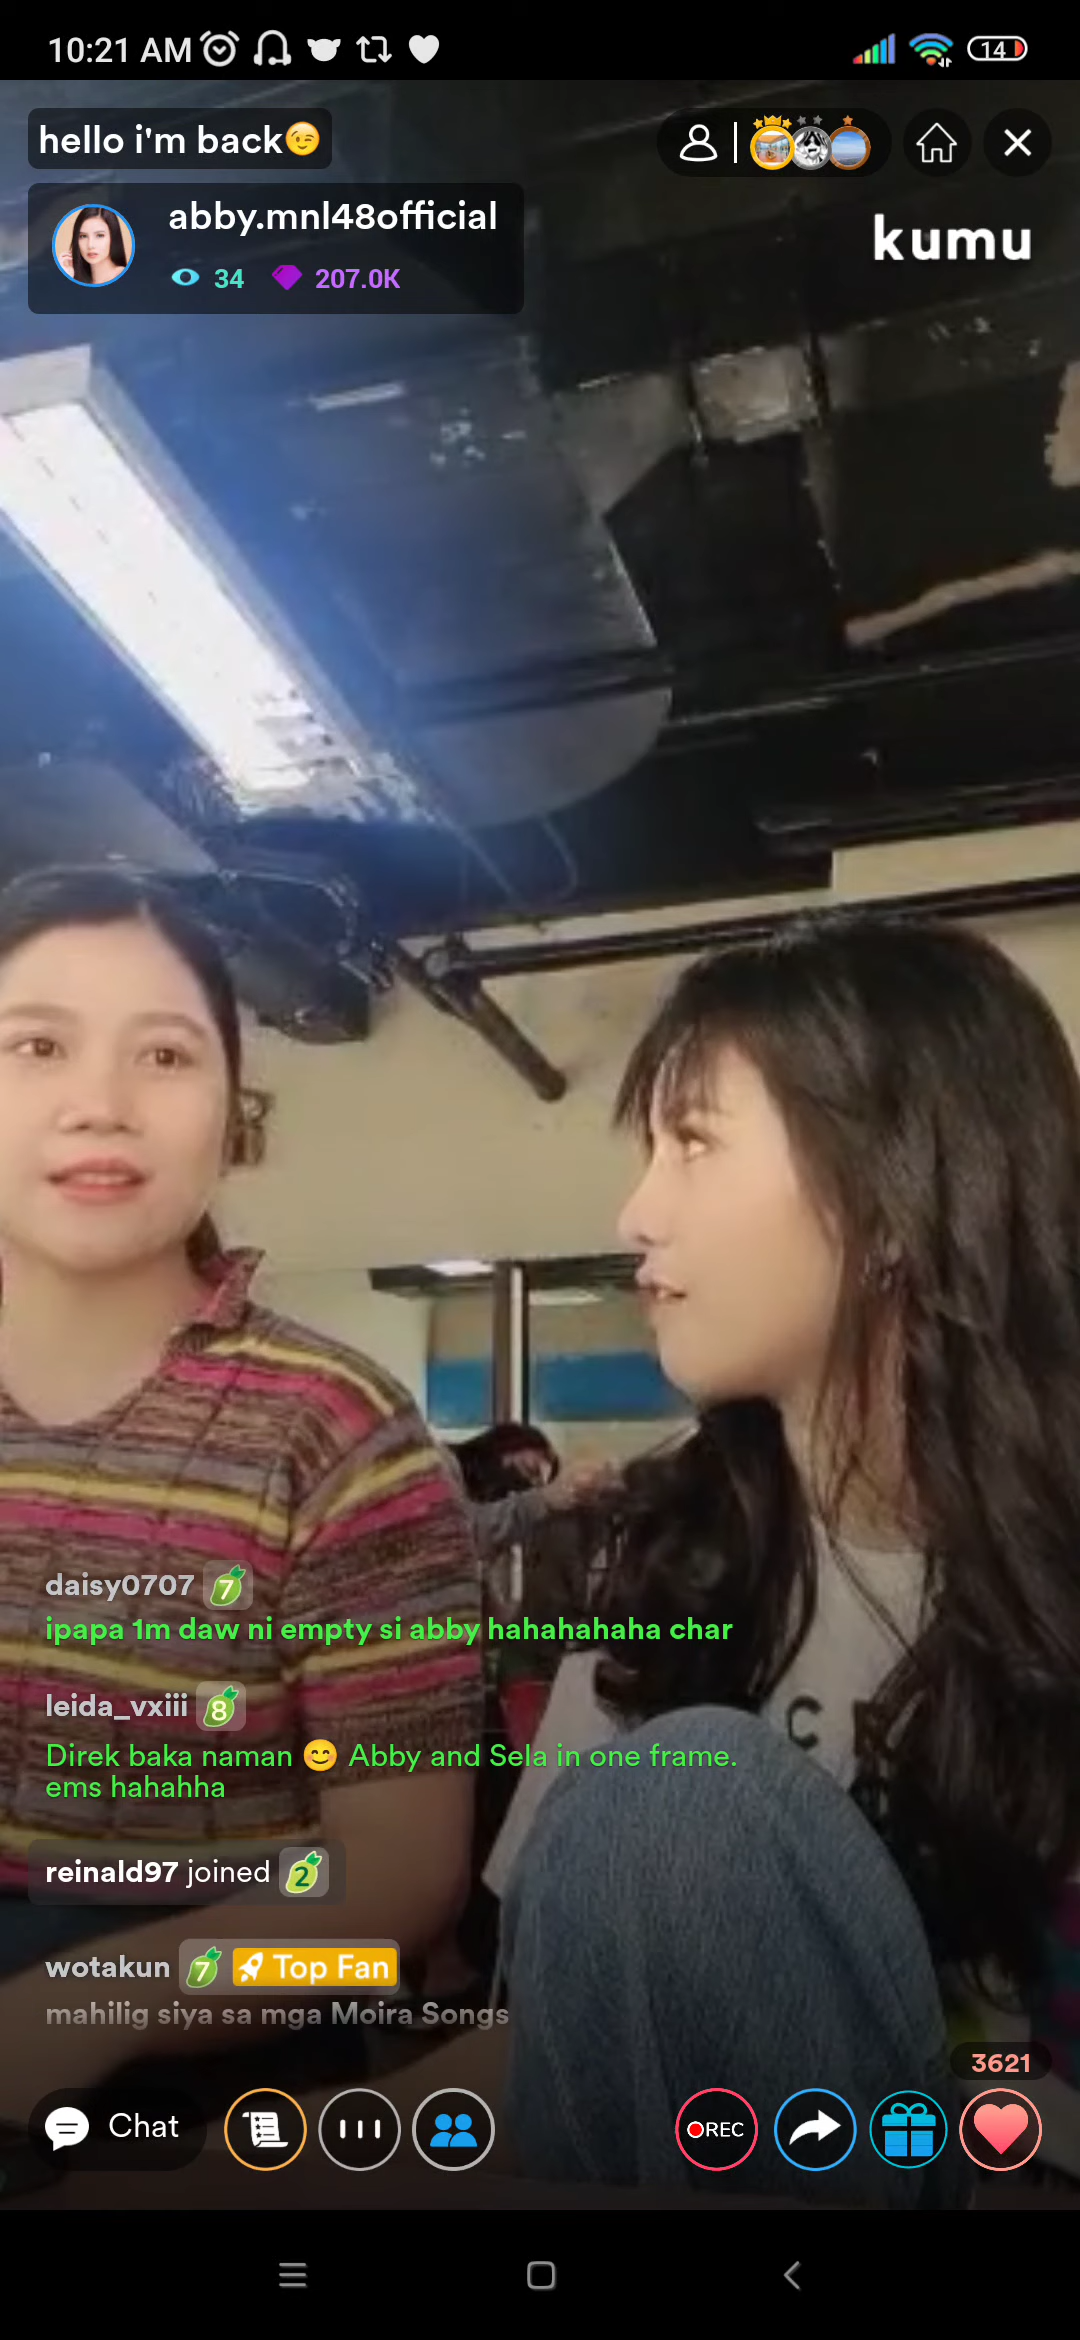 10:21 AM
14
hello i'm back😉
abby.mnl48official
34 207.0K
kumu
daisy0707 7
ipapa 1m daw ni empty si abby hahahahaha char
leida_vxiii 8
Direk baka naman 😊 Abby and Sela in one frame.
ems hahahha
reinald97 joined 2
wotakun 7 Top Fan
mahilig siya sa mga Moira Songs
3621
Chat
REC